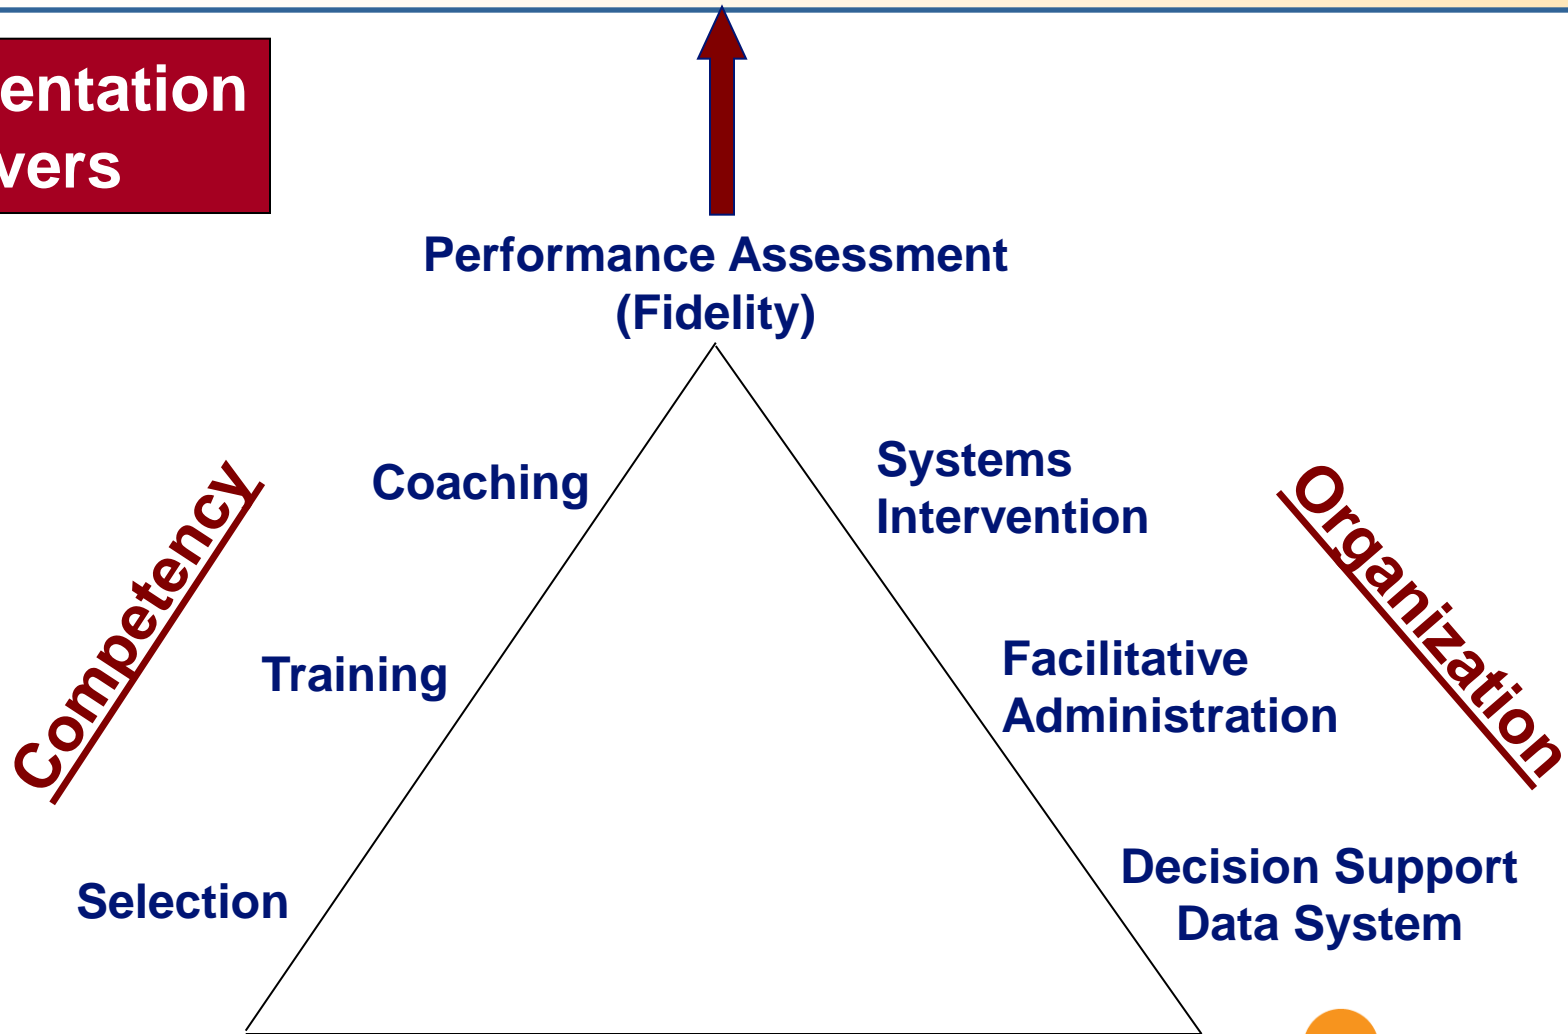 entation
vers
Performance Assessment
(Fidelity)
Coaching
Systems
Intervention
Competency
Organization
Training
Facilitative
Administration
Selection
Decision Support
Data System